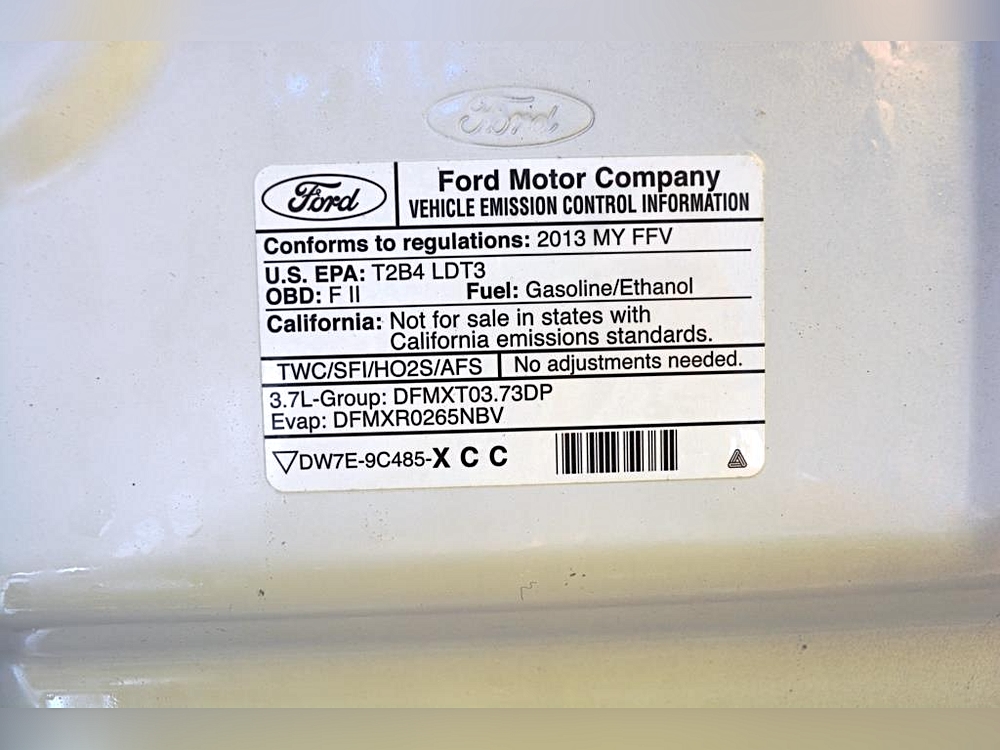 Ford
Ford
Ford Motor Company
VEHICLE EMISSION CONTROL INFORMATION
Conforms to regulations: 2013 MY FFV
U.S. EPA: T2B4 LDT3
OBD: F II Fuel: Gasoline/Ethanol
California: Not for sale in states with
California emissions standards.
TWC/SFI/HO2S/AFS No adjustments needed.
3.7L-Group: DFMXT03.73DP
Evap: DFMXR0265NBV
DW7E-9C485-X C C